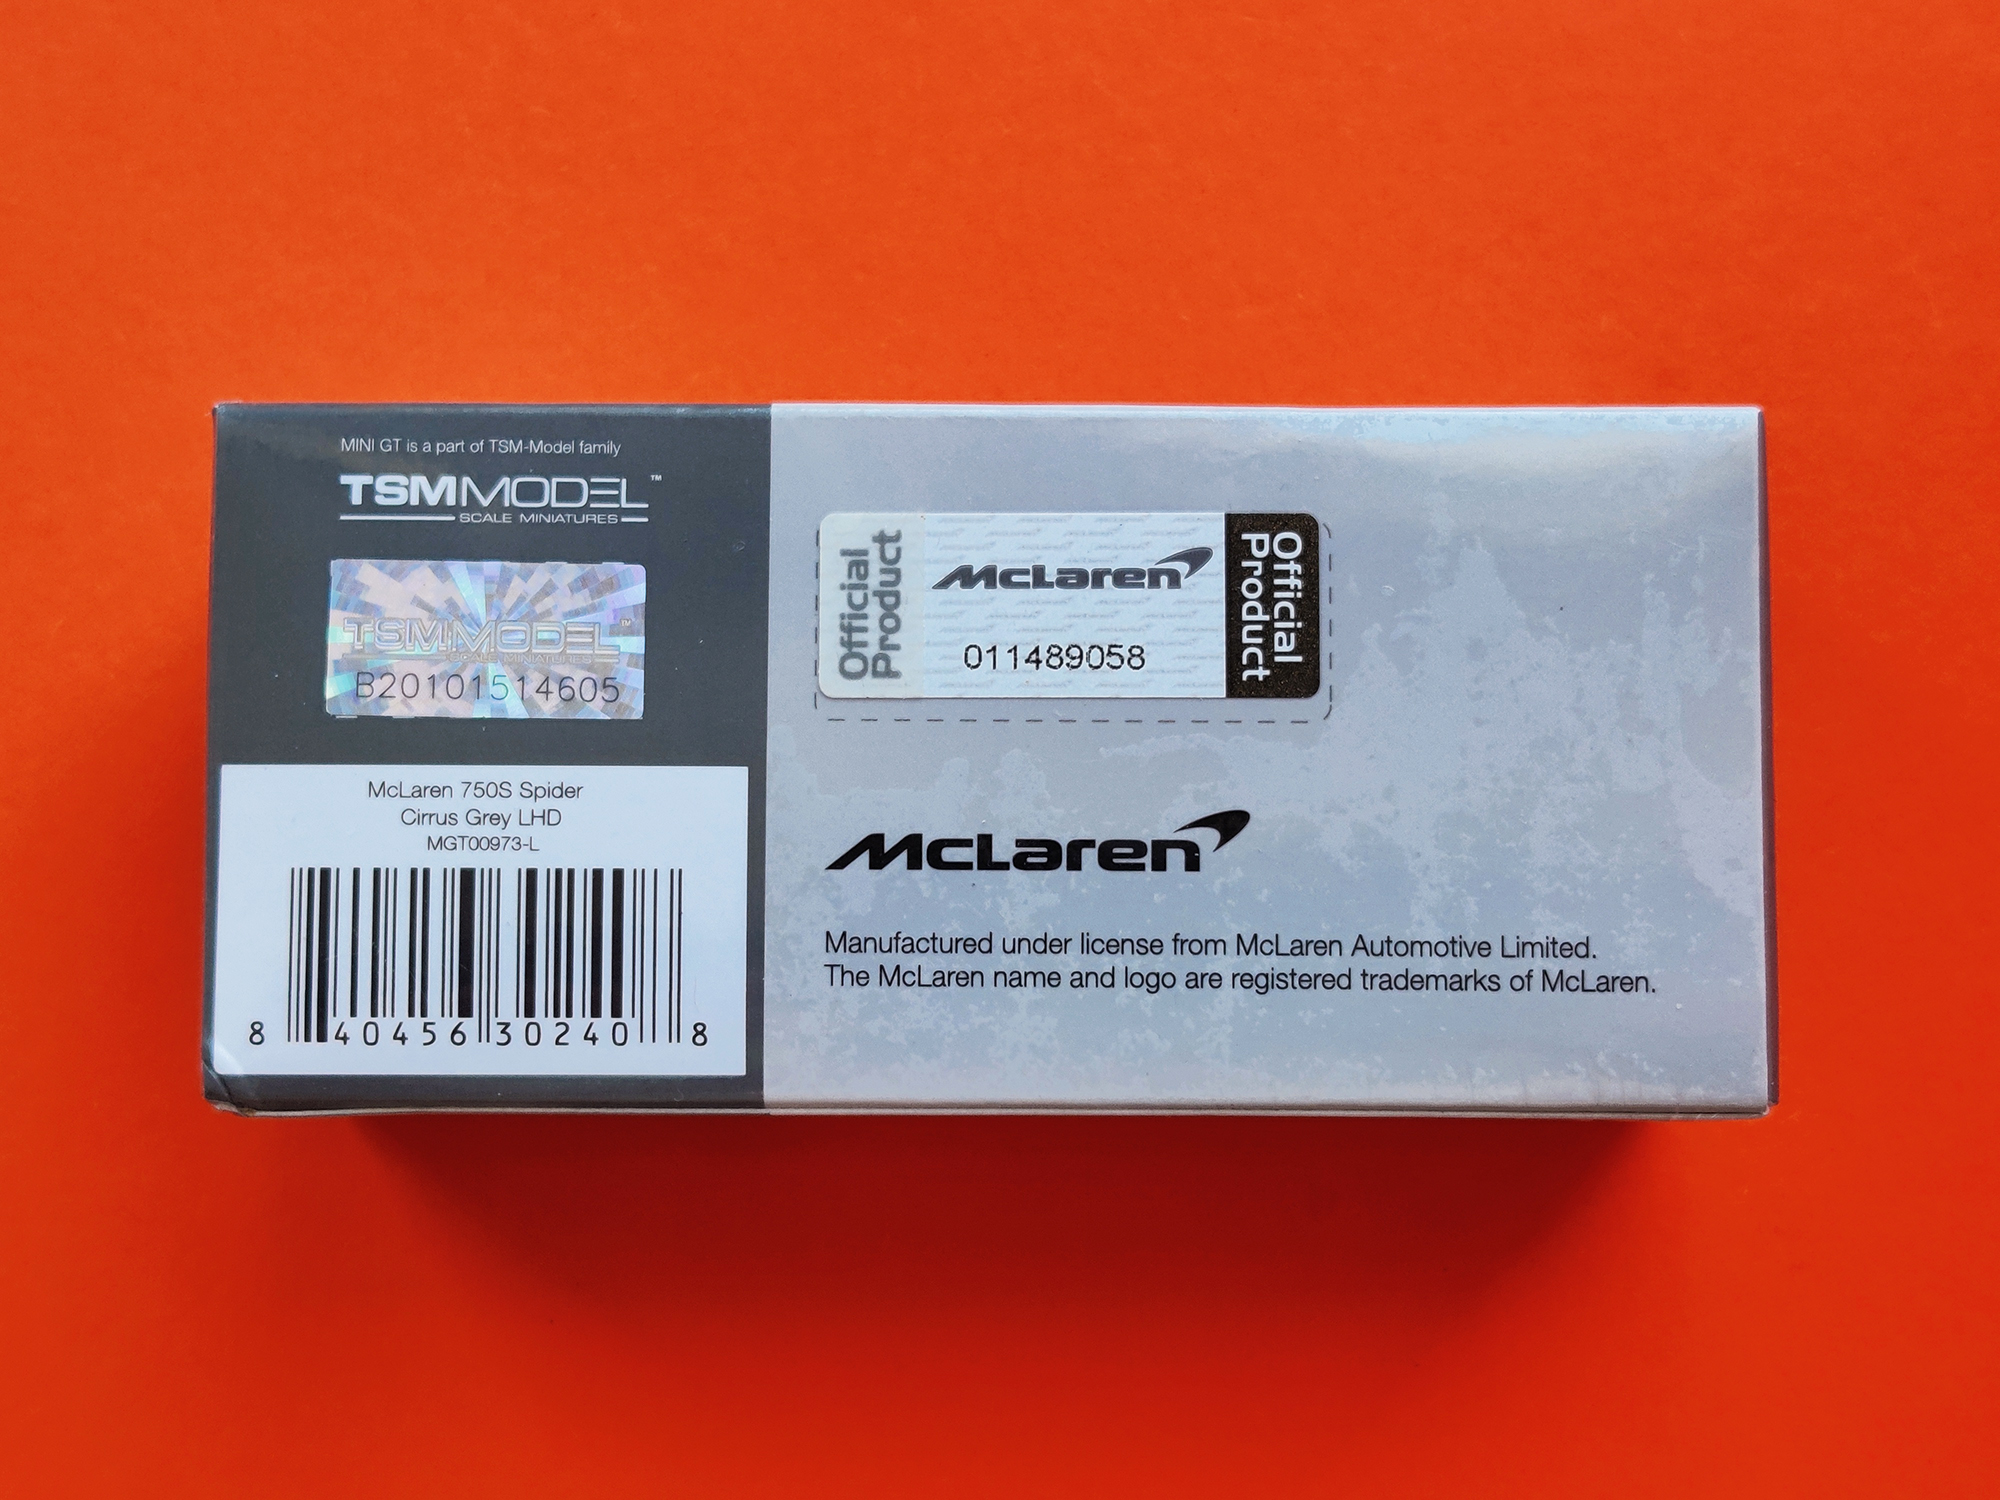 MINI GT is a part of TSM-Model family
TSMMODEL™
SCALE MINIATURES
TSMMODEL™
SCALE MINIATURES
B20101514605
McLaren 750S Spider
Cirrus Grey LHD
MGT00973-L
8 40456 30240 8
Official
Product
McLaren
011489058
Official
Product
McLaren
Manufactured under license from McLaren Automotive Limited.
The McLaren name and logo are registered trademarks of McLaren.